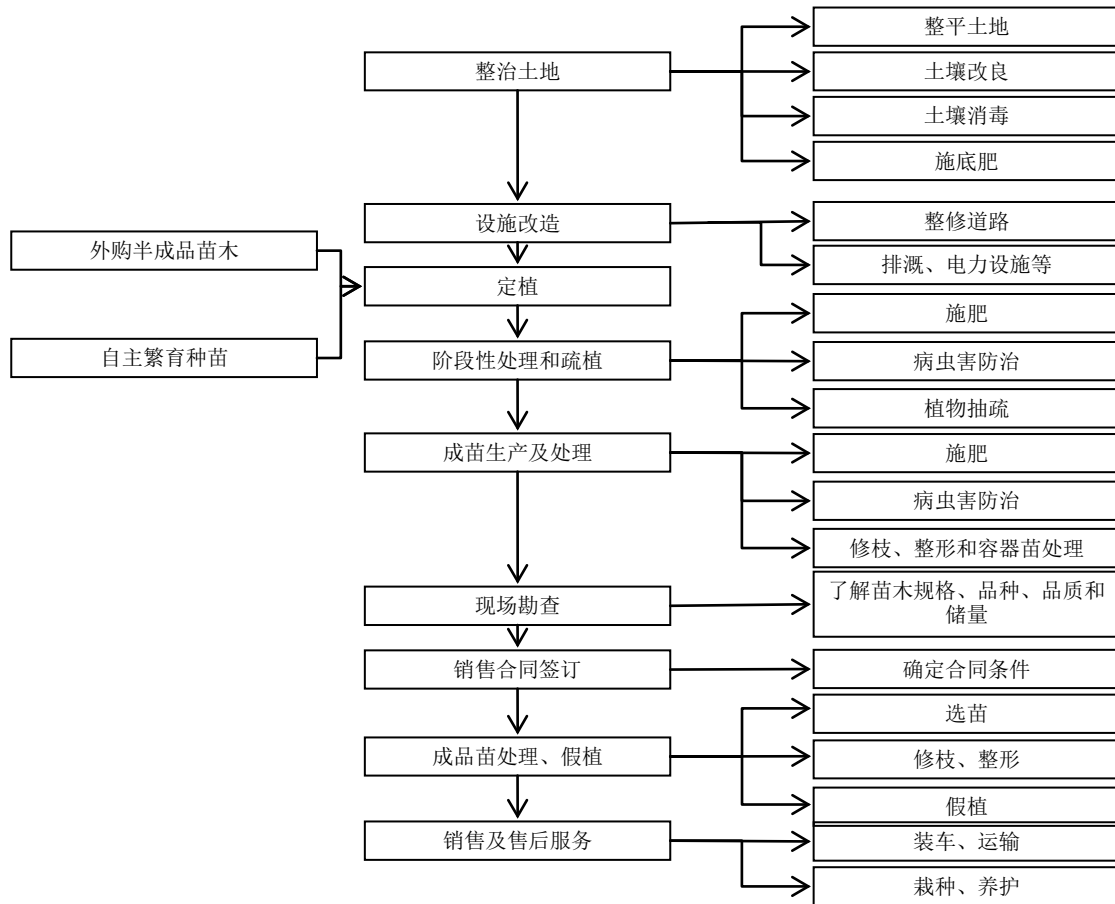 整治土地
整平土地
土壤改良
土壤消毒
施底肥
外购半成品苗木
自主繁育种苗
设施改造
整修道路
排溉、电力设施等
定植
阶段性处理和疏植
施肥
病虫害防治
植物抽疏
成苗生产及处理
施肥
病虫害防治
修枝、整形和容器苗处理
现场勘查
了解苗木规格、品种、品质和
储量
销售合同签订
确定合同条件
成品苗处理、假植
选苗
修枝、整形
假植
销售及售后服务
装车、运输
栽种、养护